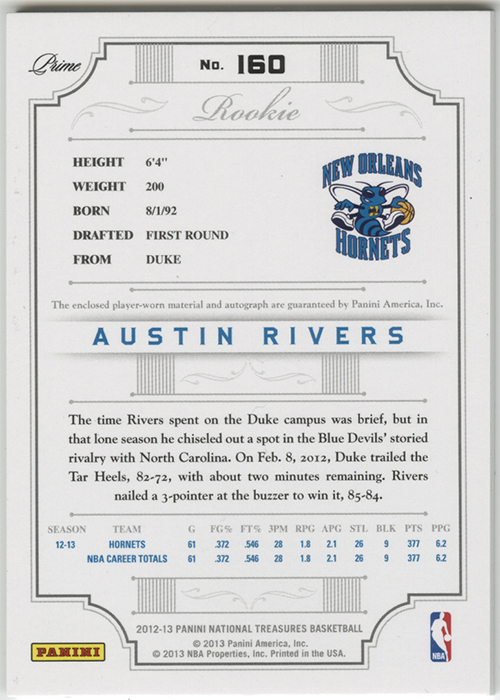 Prime
No. 160
Rookie
HEIGHT 6'4"
WEIGHT 200
BORN 8/1/92
DRAFTED FIRST ROUND
FROM DUKE
NEW ORLEANS
HORNETS
The enclosed player-worn material and autograph are guaranteed by Panini America, Inc.
AUSTIN RIVERS
The time Rivers spent on the Duke campus was brief, but in
that lone season he chiseled out a spot in the Blue Devils' storied
rivalry with North Carolina. On Feb. 8, 2012, Duke trailed the
Tar Heels, 82-72, with about two minutes remaining. Rivers
nailed a 3-pointer at the buzzer to win it, 85-84.
SEASON TEAM G FG% FT% 3PM RPG APG STL BLK PTS PPG
12-13 HORNETS 61 .372 .546 28 1.8 2.1 26 9 377 6.2
NBA CAREER TOTALS 61 .372 .546 28 1.8 2.1 26 9 377 6.2
2012-13 PANINI NATIONAL TREASURES BASKETBALL
© 2013 Panini America, Inc.
© 2013 NBA Properties, Inc. Printed in the USA.
PANINI
NBA